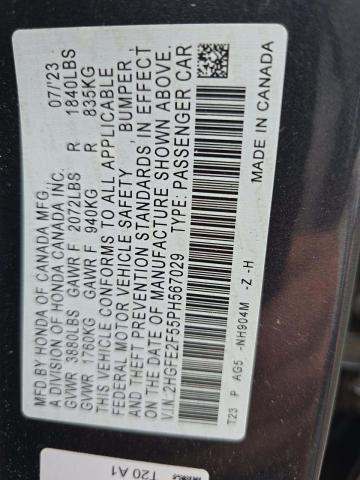 MFD. BY HONDA OF CANADA MFG., 07/'23
A DIVISION OF HONDA CANADA INC.
GVWR 3880LBS GAWR F 2072LBS R 1840LBS
GVWR 1760KG GAWR F 940KG R 835KG
THIS VEHICLE CONFORMS TO ALL APPLICABLE
FEDERAL MOTOR VEHICLE SAFETY , BUMPER ,
AND THEFT PREVENTION STANDARDS IN EFFECT
ON THE DATE OF MANUFACTURE SHOWN ABOVE.
V.I.N: 2HGFE2F55PH567029 TYPE: PASSENGER CAR
T23 P AG5 -NH904M -Z -H
MADE IN CANADA
T20 A1